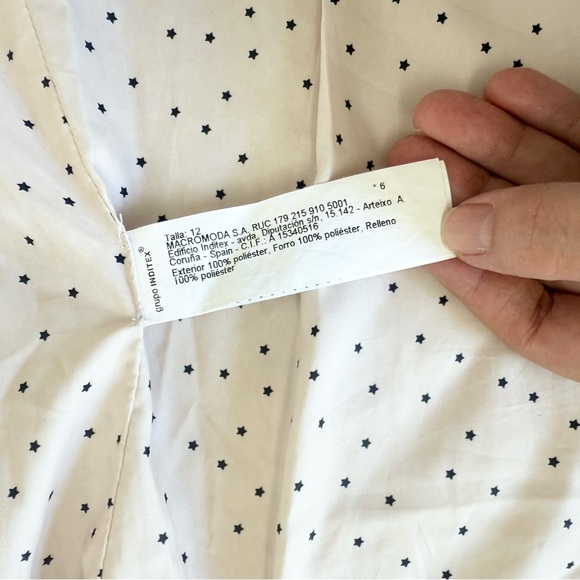 * 6
Talla: 12
MACROMODA S.A. RUC 179 215 910 5001
Edificio Inditex - avda. Diputación s/n, 15.142 - Arteixo A
Coruña - Spain - C.I.F.: A 15340516
Exterior 100% poliéster, Forro 100% poliéster, Relleno
100% poliéster
grupo INDITEX®